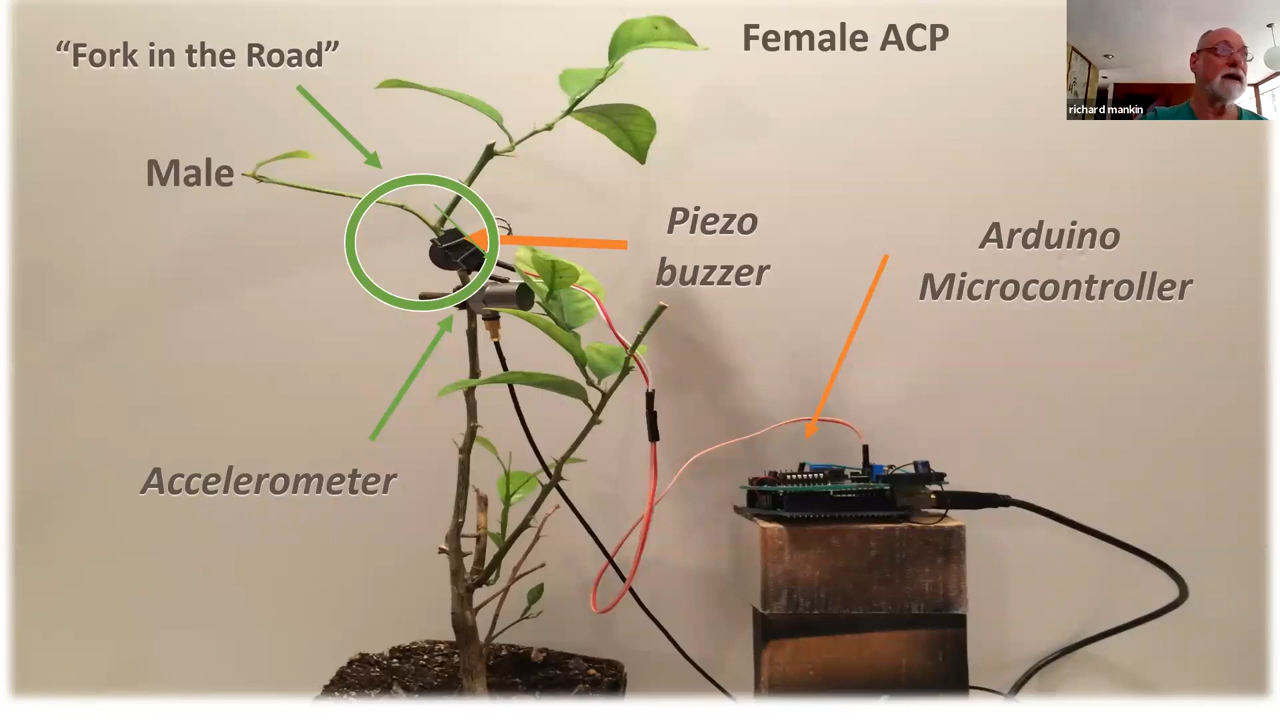 “Fork in the Road”
Female ACP
richard mankin
Male
Piezo
buzzer
Arduino
Microcontroller
Accelerometer